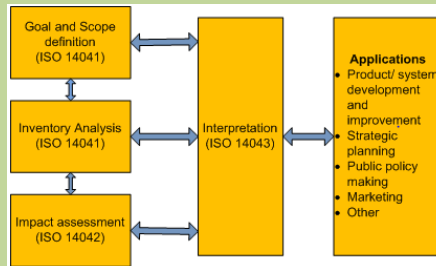 Goal and Scope
definition
(ISO 14041)
Inventory Analysis
(ISO 14041)
Impact assessment
(ISO 14042)
Interpretation
(ISO 14043)
Applications
• Product/ system
development
and
improvement
• Strategic
planning
• Public policy
making
• Marketing
• Other